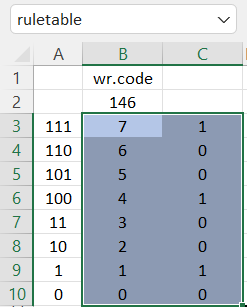 ruletable
A B C
1 wr.code
2 146
3 111 7 1
4 110 6 0
5 101 5 0
6 100 4 1
7 11 3 0
8 10 2 0
9 1 1 1
10 0 0 0